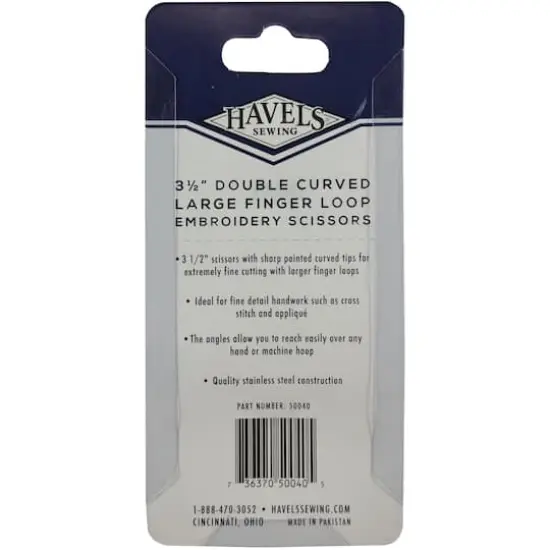 HAVELS
SEWING
3½" DOUBLE CURVED
LARGE FINGER LOOP
EMBROIDERY SCISSORS
• 3 1/2" scissors with sharp pointed curved tips for
extremely fine cutting with larger finger loops
• Ideal for fine detail handwork such as cross
stitch and appliqué
• The angles allow you to reach easily over any
hand or machine hoop
• Quality stainless steel construction
PART NUMBER: 50040
7 36370 50040 5
1-888-470-3052 • HAVELSSEWING.COM
CINCINNATI, OHIO MADE IN PAKISTAN